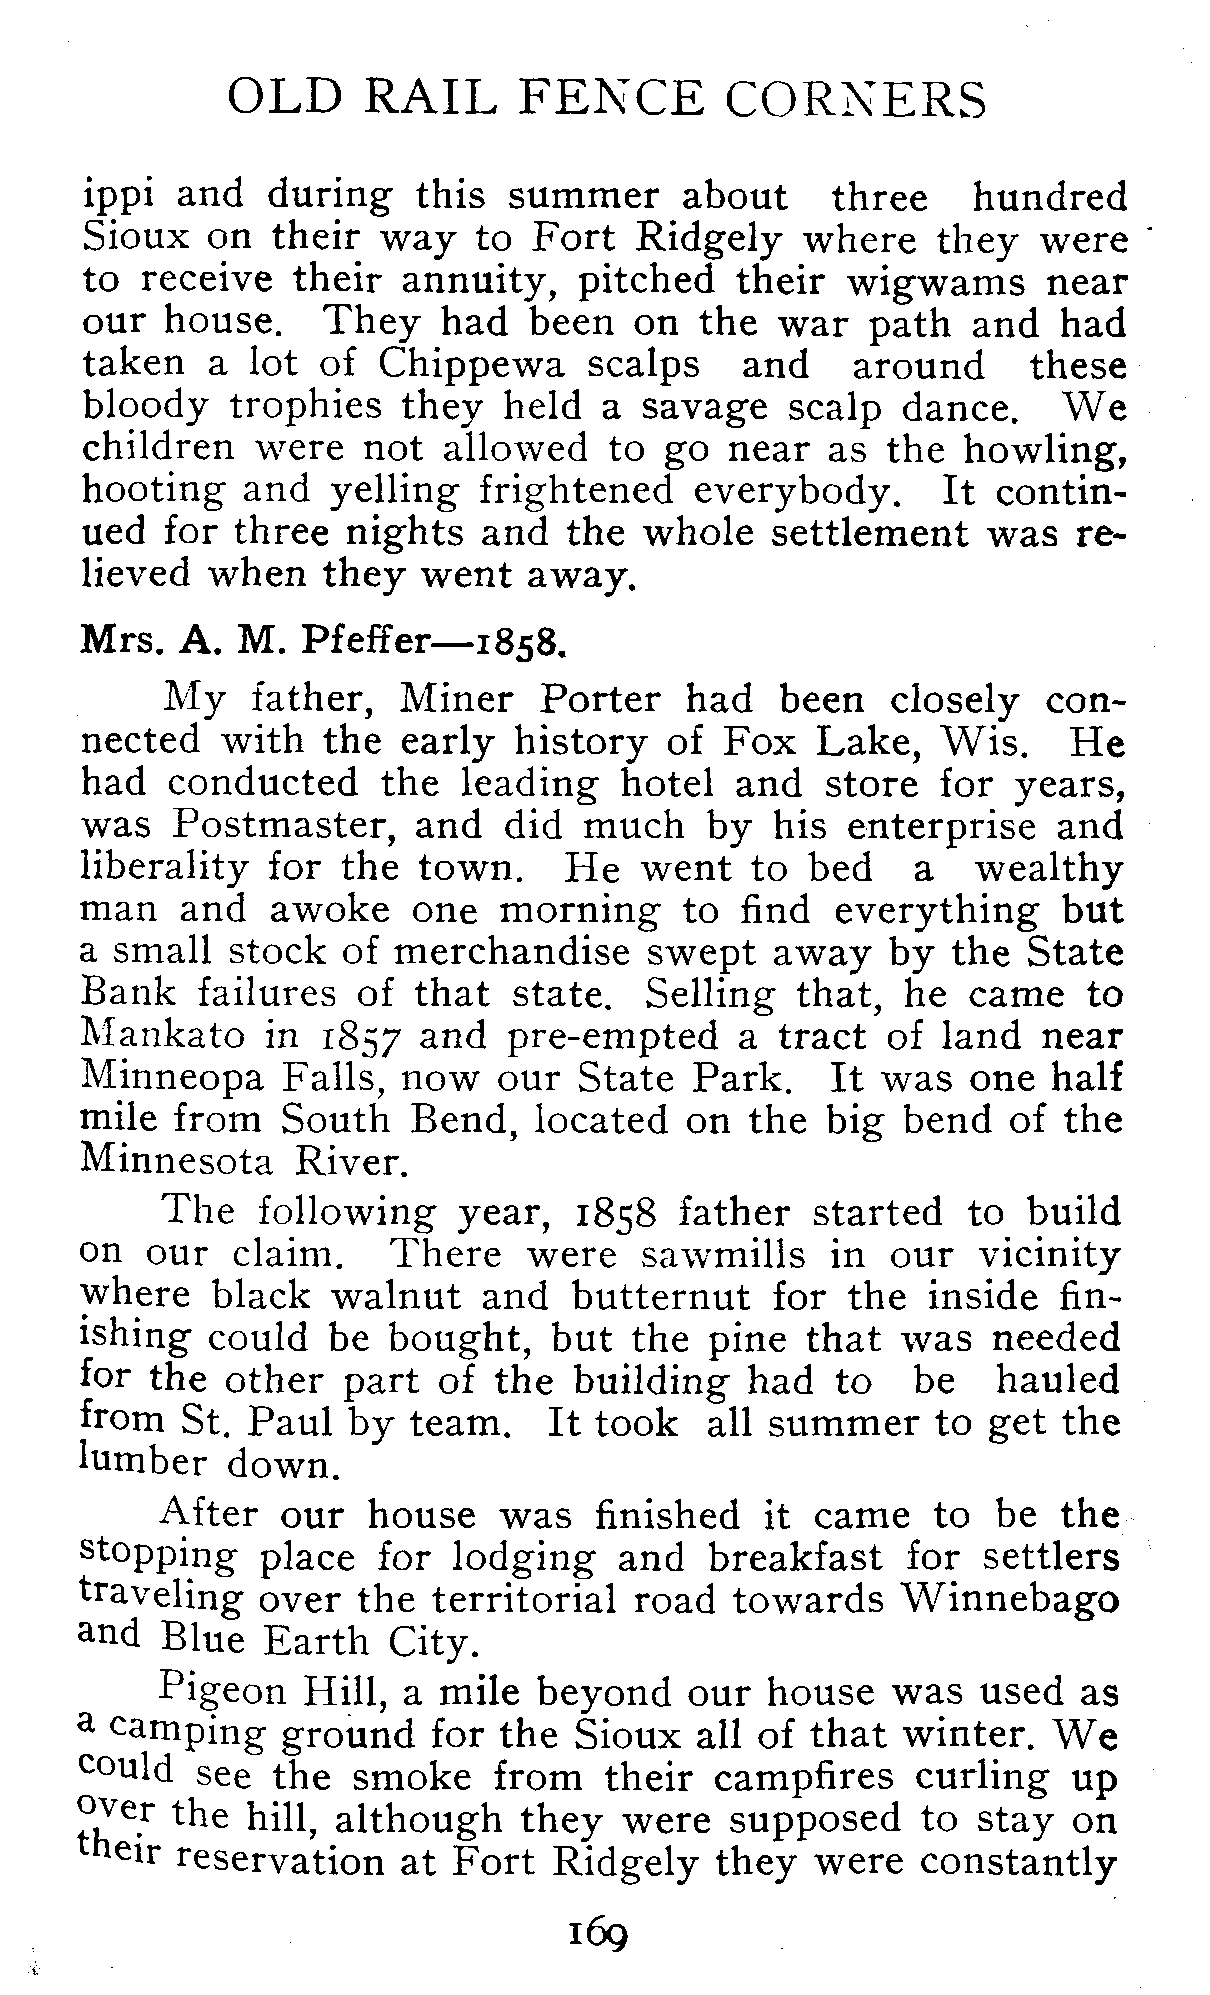 OLD RAIL FENCE CORNERS
ippi and during this summer about three hundred
Sioux on their way to Fort Ridgely where they were
to receive their annuity, pitched their wigwams near
our house. They had been on the war path and had
taken a lot of Chippewa scalps and around these
bloody trophies they held a savage scalp dance. We
children were not allowed to go near as the howling,
hooting and yelling frightened everybody. It contin-
ued for three nights and the whole settlement was re-
lieved when they went away.
Mrs. A. M. Pfeffer—1858.
My father, Miner Porter had been closely con-
nected with the early history of Fox Lake, Wis. He
had conducted the leading hotel and store for years,
was Postmaster, and did much by his enterprise and
liberality for the town. He went to bed a wealthy
man and awoke one morning to find everything but
a small stock of merchandise swept away by the State
Bank failures of that state. Selling that, he came to
Mankato in 1857 and pre-empted a tract of land near
Minneopa Falls, now our State Park. It was one half
mile from South Bend, located on the big bend of the
Minnesota River.
The following year, 1858 father started to build
on our claim. There were sawmills in our vicinity
where black walnut and butternut for the inside fin-
ishing could be bought, but the pine that was needed
for the other part of the building had to be hauled
from St. Paul by team. It took all summer to get the
lumber down.
After our house was finished it came to be the
stopping place for lodging and breakfast for settlers
traveling over the territorial road towards Winnebago
and Blue Earth City.
Pigeon Hill, a mile beyond our house was used as
a camping ground for the Sioux all of that winter. We
could see the smoke from their campfires curling up
over the hill, although they were supposed to stay on
their reservation at Fort Ridgely they were constantly
169